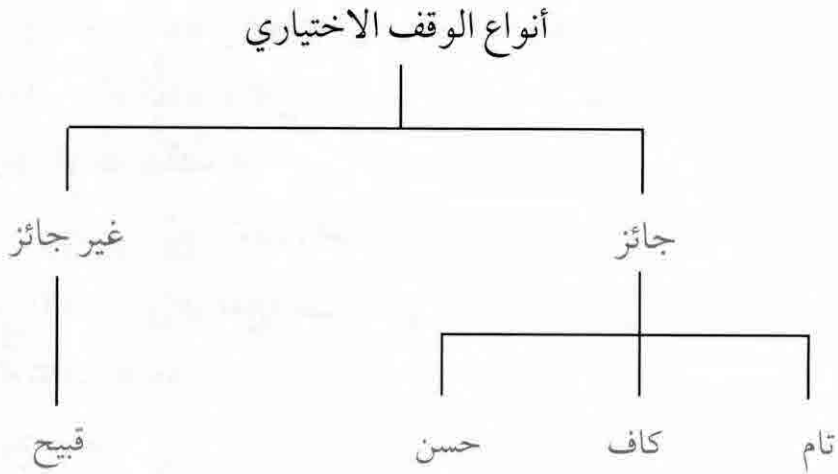 أنواع الوقف الاختياري
جائز غير جائز
تام كاف حسن قبيح